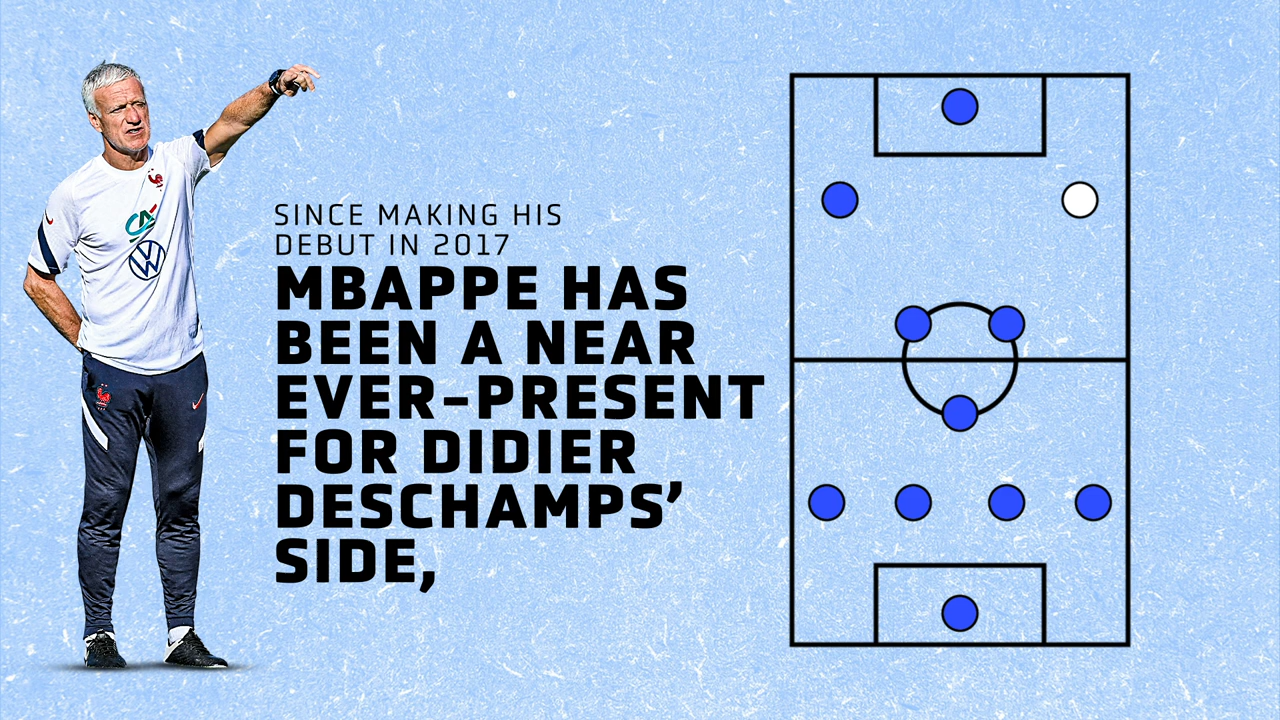 SINCE MAKING HIS
DEBUT IN 2017
MBAPPE HAS
BEEN A NEAR
EVER-PRESENT
FOR DIDIER
DESCHAMPS’
SIDE,